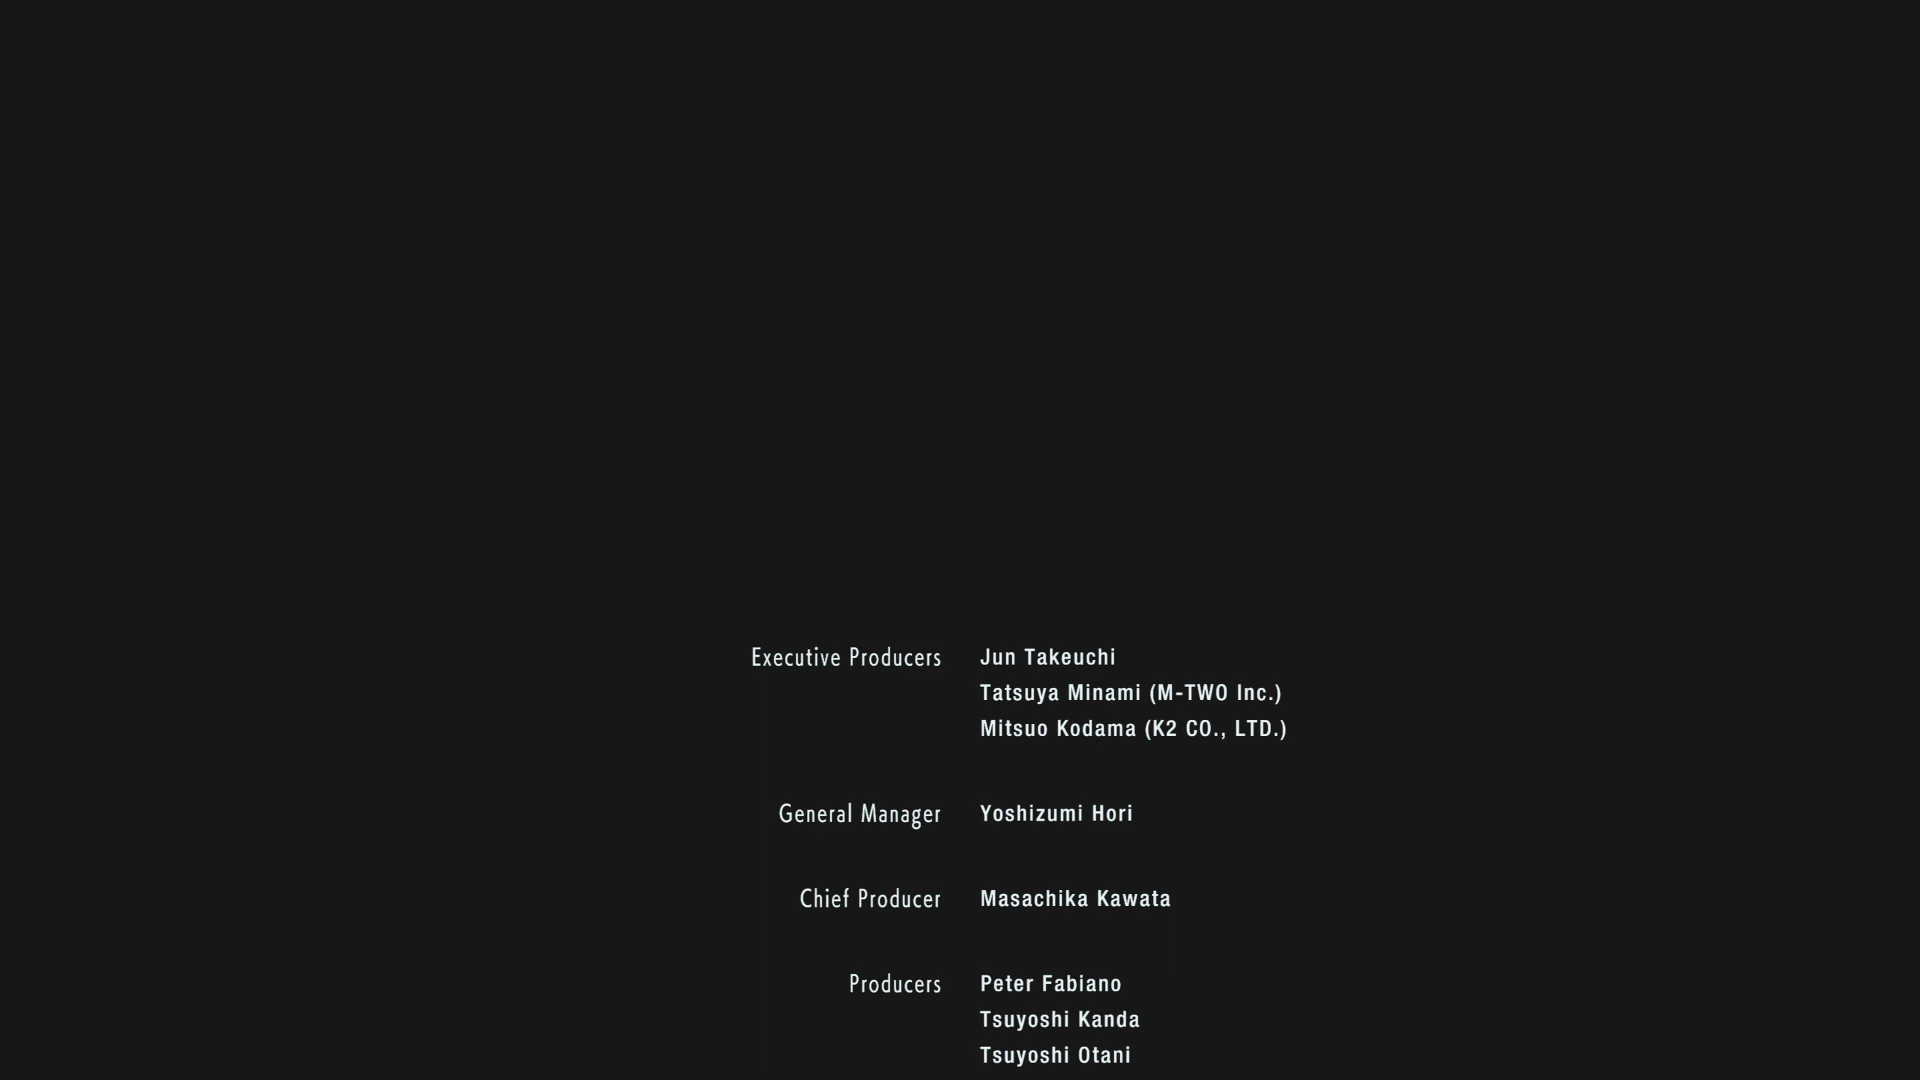 Executive Producers Jun Takeuchi
Tatsuya Minami (M-TWO Inc.)
Mitsuo Kodama (K2 CO., LTD.)
General Manager Yoshizumi Hori
Chief Producer Masachika Kawata
Producers Peter Fabiano
Tsuyoshi Kanda
Tsuyoshi Otani